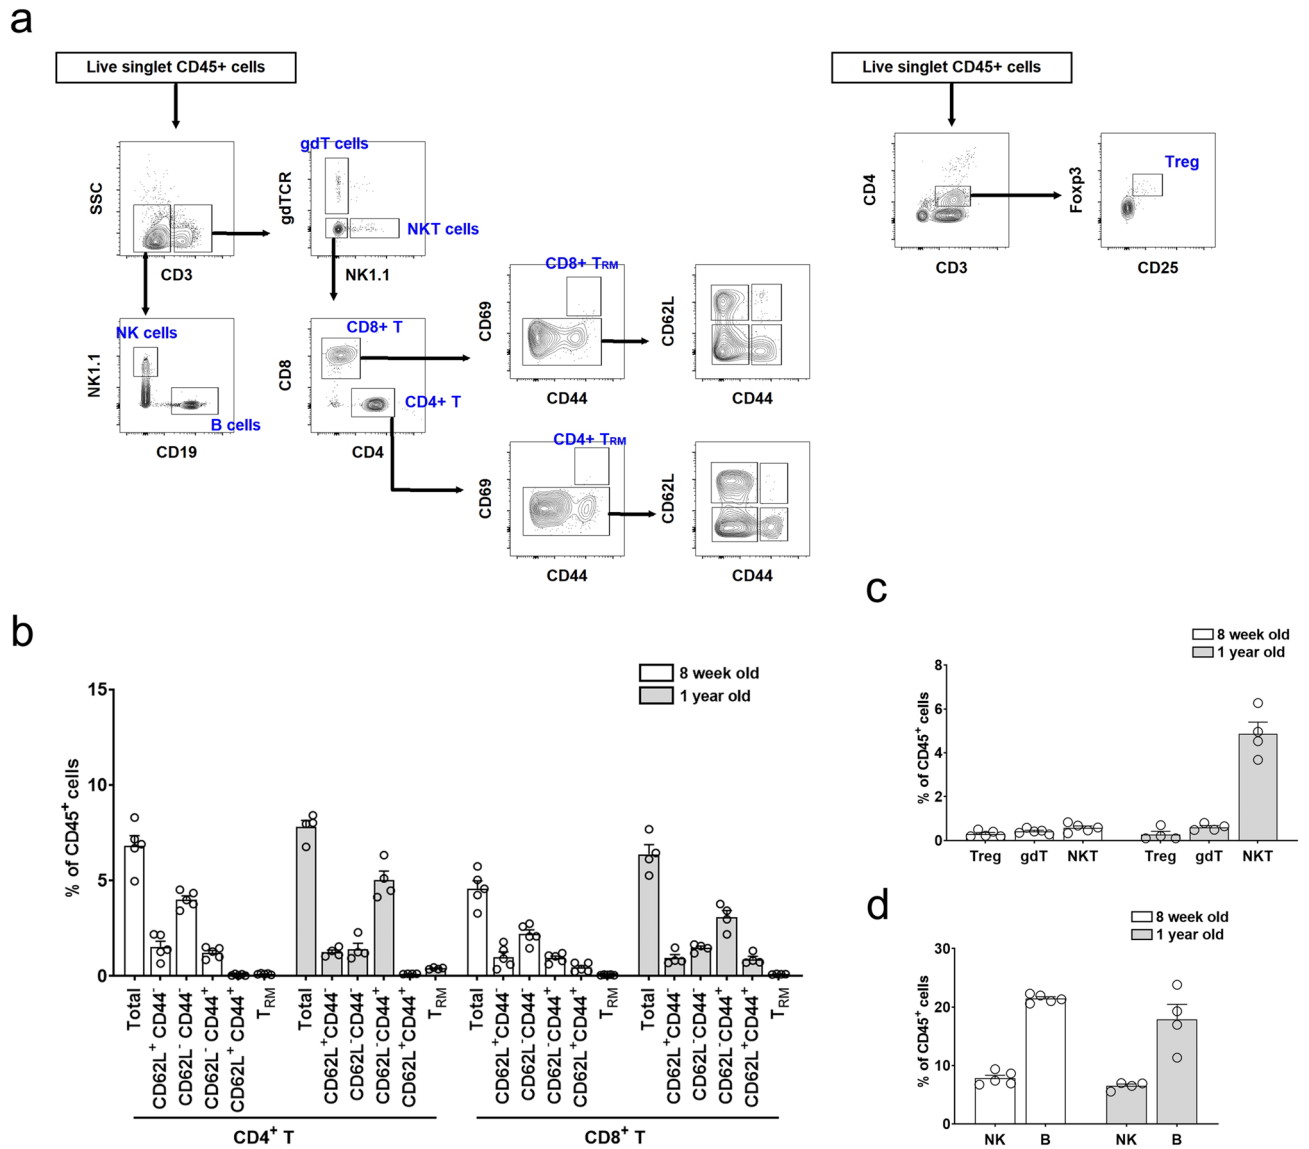 a
Live singlet CD45+ cells
Live singlet CD45+ cells
SSC
CD3
gdT cells
gdTCR
NKT cells
NK1.1
CD4
CD3
Treg
Foxp3
CD25
NK cells
NK1.1
B cells
CD19
CD8+ T
CD8
CD4+ T
CD4
CD8+ TRM
CD69
CD44
CD62L
CD44
CD4+ TRM
CD69
CD44
CD62L
CD44
b
8 week old
1 year old
% of CD45+ cells
15
10
5
0
Total
CD62L+ CD44-
CD62L- CD44-
CD62L- CD44+
CD62L+ CD44+
TRM
Total
CD62L+CD44-
CD62L-CD44-
CD62L-CD44+
CD62L+CD44+
TRM
Total
CD62L+CD44-
CD62L-CD44-
CD62L-CD44+
CD62L+CD44+
TRM
Total
CD62L+CD44-
CD62L-CD44-
CD62L-CD44+
CD62L+CD44+
TRM
CD4+ T
CD8+ T
c
8 week old
1 year old
% of CD45+ cells
8
6
4
2
0
Treg gdT NKT Treg gdT NKT
d
8 week old
1 year old
% of CD45+ cells
30
20
10
0
NK B NK B